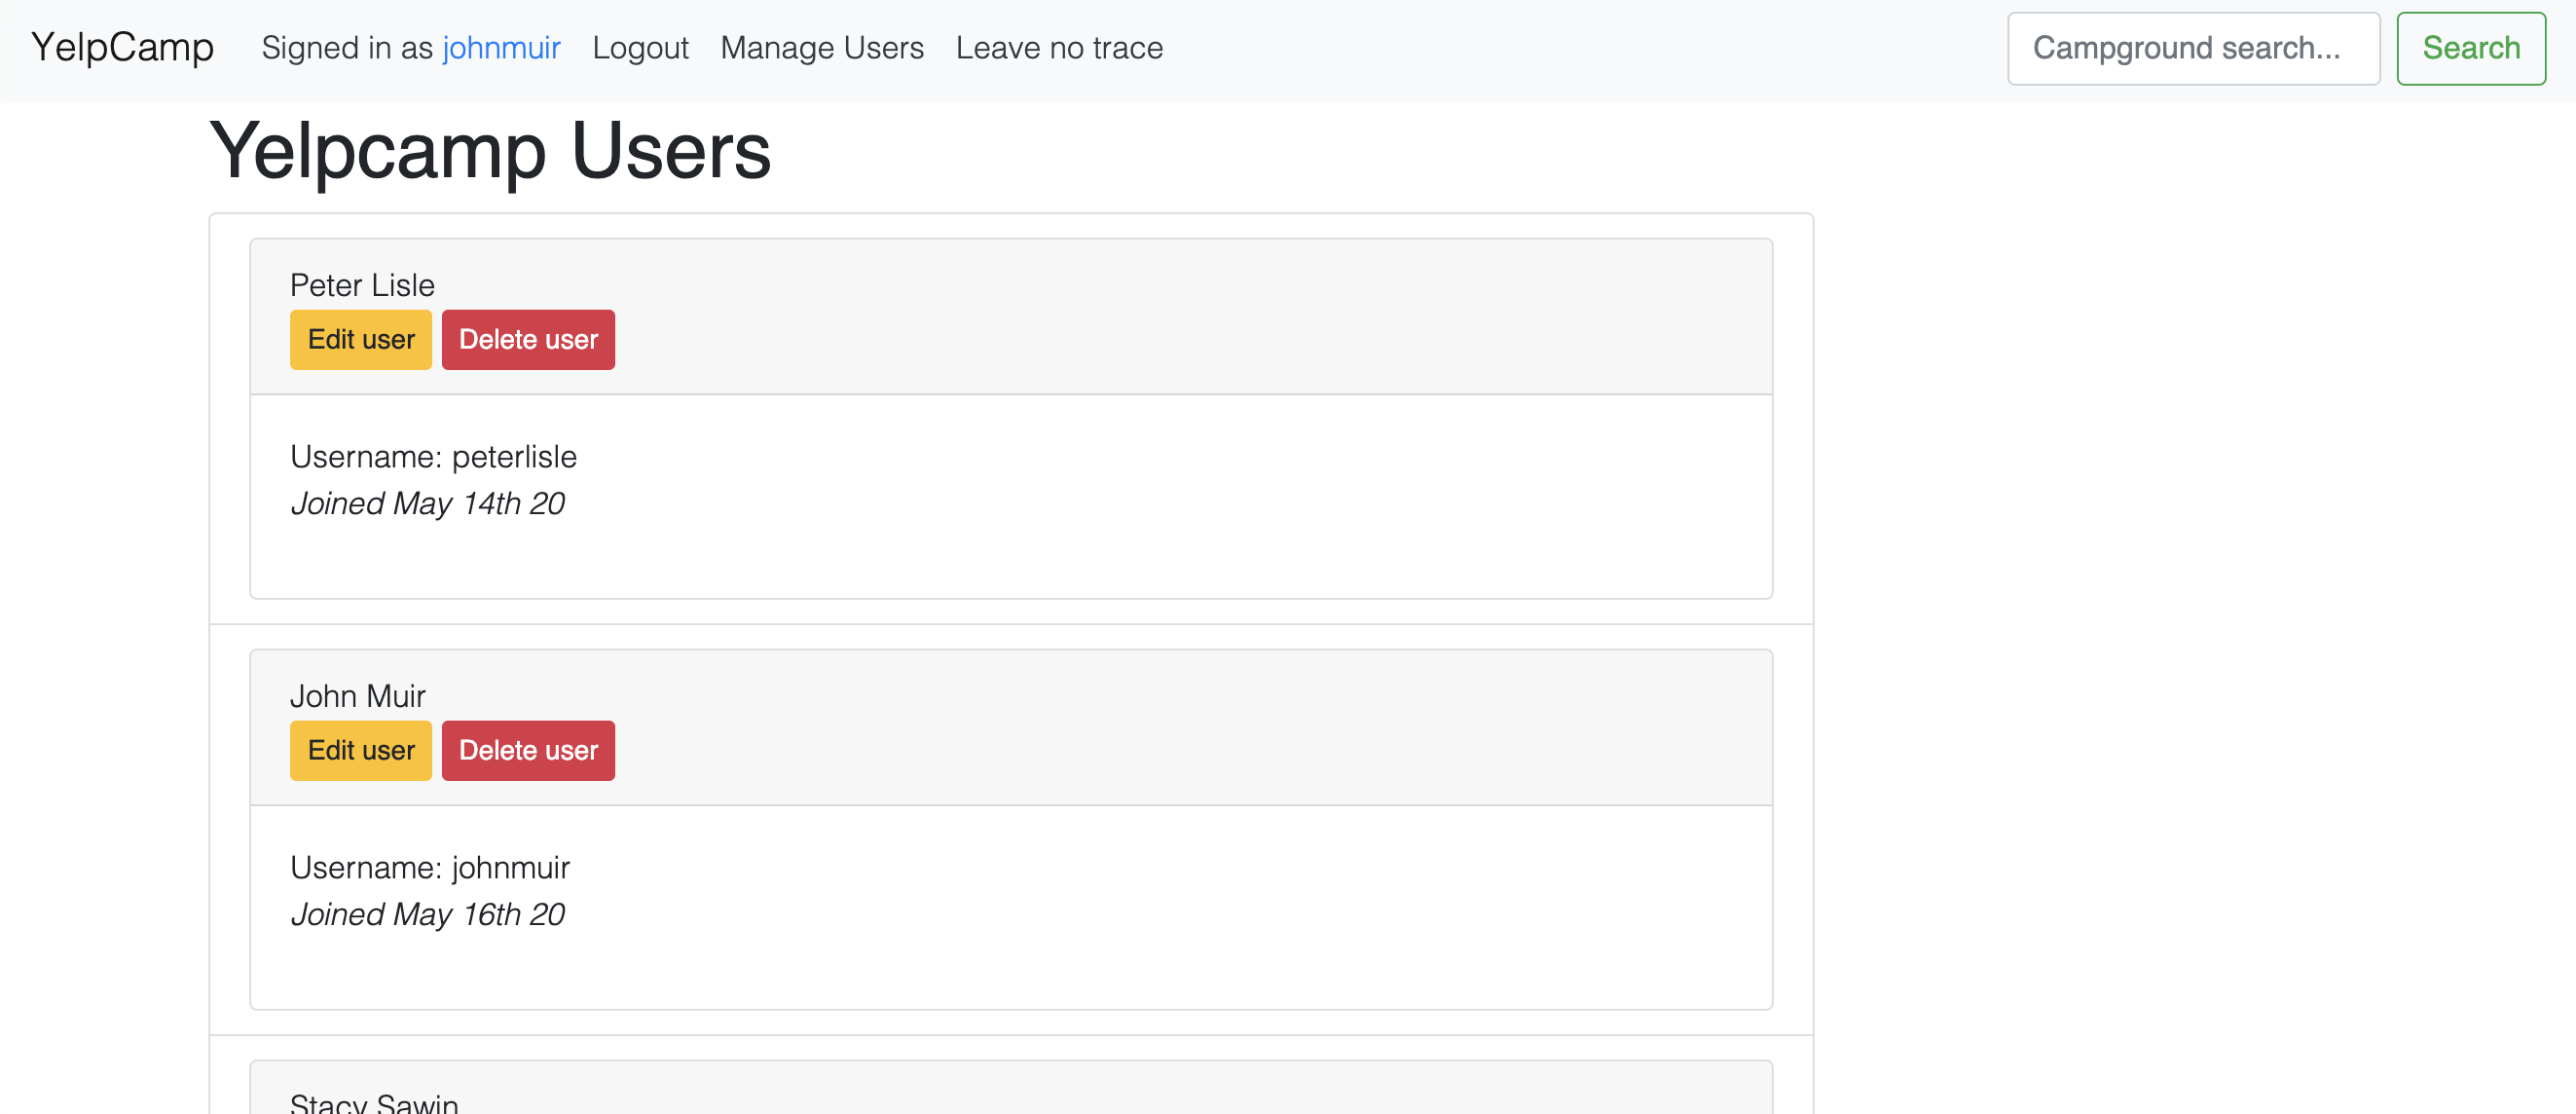 YelpCamp Signed in as johnmuir Logout Manage Users Leave no trace Campground search... Search
Yelpcamp Users
Peter Lisle
Edit user Delete user
Username: peterlisle
Joined May 14th 20
John Muir
Edit user Delete user
Username: johnmuir
Joined May 16th 20
Stacy Sawin